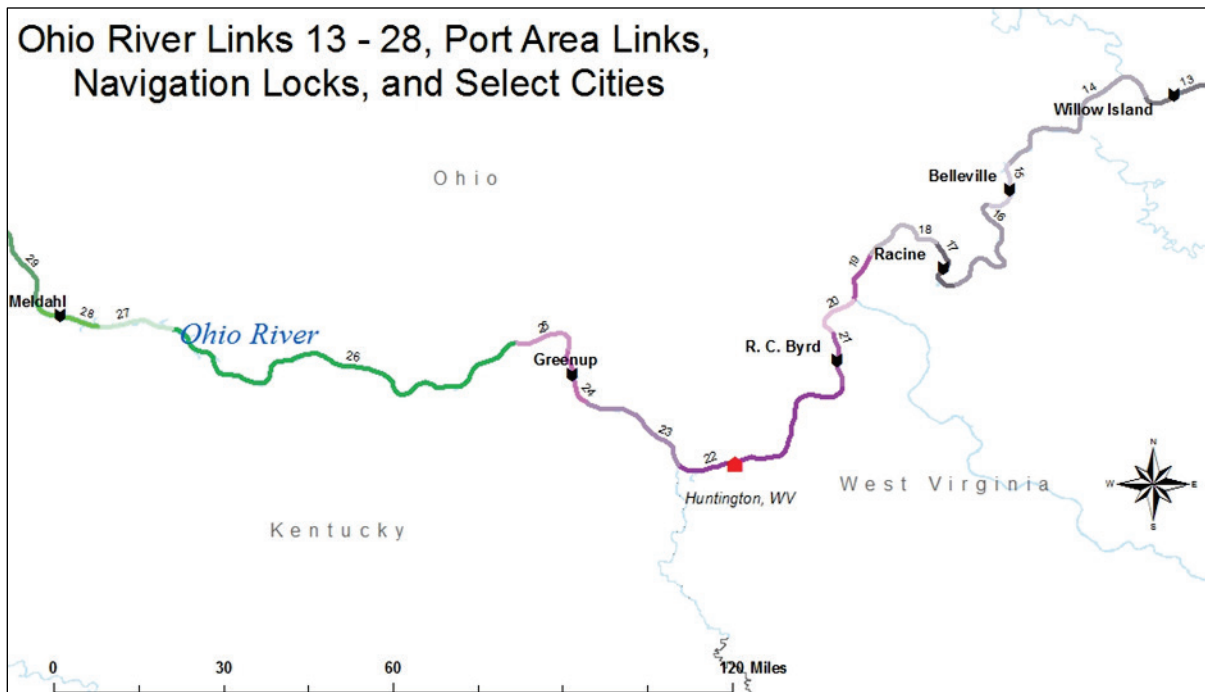 Ohio River Links 13 - 28, Port Area Links,
Navigation Locks, and Select Cities
13
14
Willow Island
Ohio
Belleville
15
16
18
17
Racine
19
29
Meldahl
28
27
Ohio River
20
21
R. C. Byrd
25
Greenup
26
24
23
22
Huntington, WV
West Virginia
Kentucky
N
W
E
S
0
30
60
120 Miles